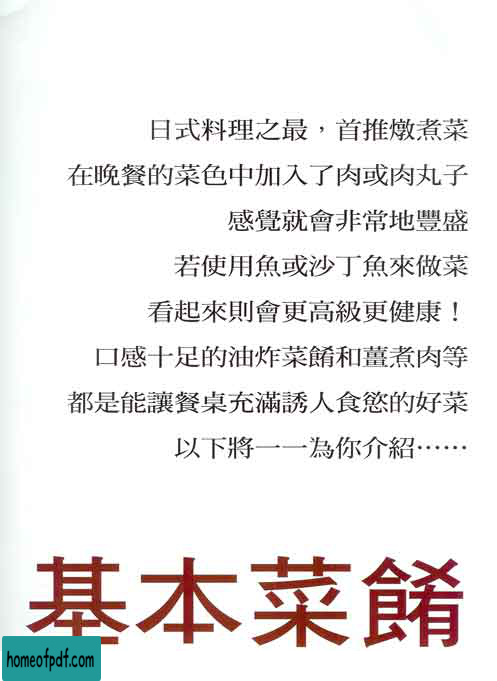 日式料理之最，首推燉煮菜
在晚餐的菜色中加入了肉或肉丸子
感覺就會非常地豐盛
若使用魚或沙丁魚來做菜
看起來則會更高級更健康！
口感十足的油炸菜餚和薑煮肉等
都是能讓餐桌充滿誘人食慾的好菜
以下將一一為你介紹……
基本菜餚
homeofpdf.com